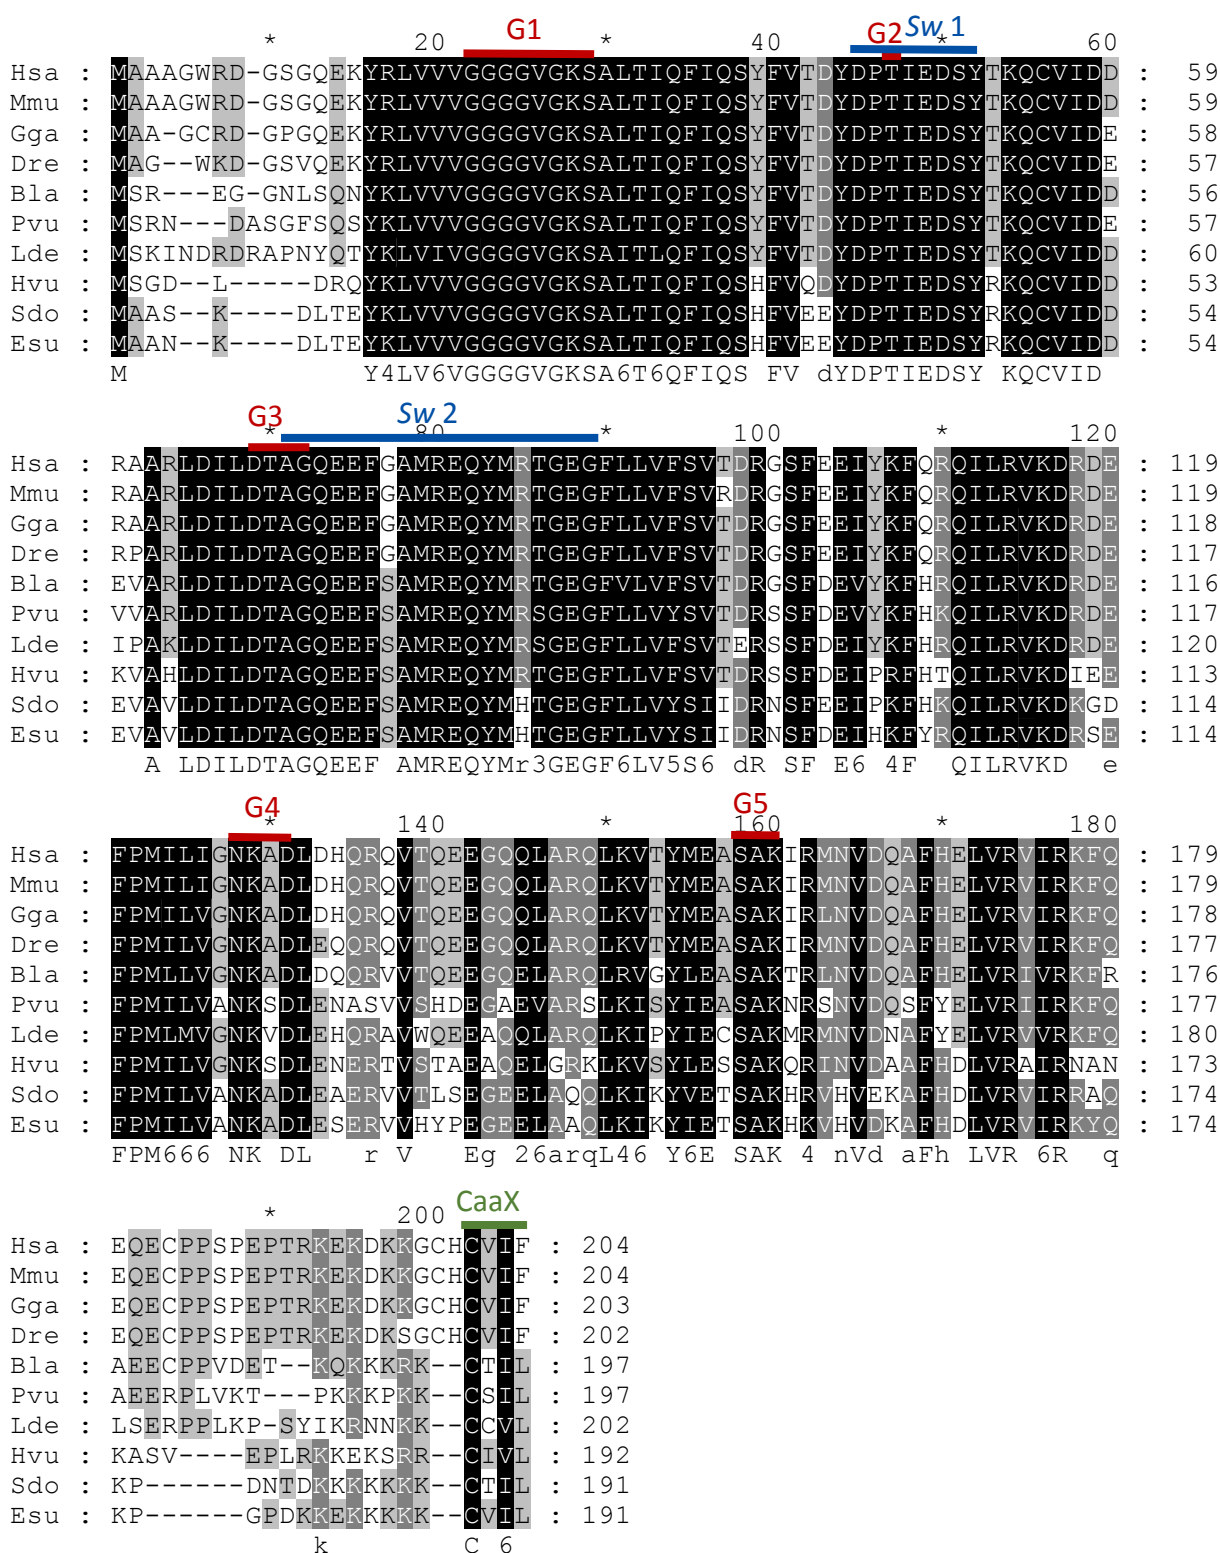 G1 G2 Sw 1
* 20 * 40 * 60
Hsa : MAAAGWRD-GSGQEKYRLVVVGGGGVGKSALTIQFIQSYFVTDYDPTIEDSYTKQCVIDD : 59
Mmu : MAAAGWRD-GSGQEKYRLVVVGGGGVGKSALTIQFIQSYFVTDYDPTIEDSYTKQCVIDD : 59
Gga : MAA-GCRD-GPGQEKYRLVVVGGGGVGKSALTIQFIQSYFVTDYDPTIEDSYTKQCVIDE : 58
Dre : MAG--WKD-GSVQEKYRLVVVGGGGVGKSALTIQFIQSYFVTDYDPTIEDSYTKQCVIDE : 57
Bla : MSR---EG-GNLSQNYKLVVVGGGGVGKSALTIQFIQSYFVTDYDPTIEDSYTKQCVIDD : 56
Pvu : MSRN---DASGFSQSYKLVVVGGGGVGKSALTIQFIQSYFVTDYDPTIEDSYTKQCVIDE : 57
Lde : MSKINDRDRAPNYQTYKLVIVGGGGVGKSAITLQFIQSYFVTDYDPTIEDSYTKQCVIDD : 60
Hvu : MSGD--L-----DRQYKLVVVGGGGVGKSALTIQFIQSHFVQDYDPTIEDSYRKQCVIDD : 53
Sdo : MAAS--K----DLTEYKLVVVGGGGVGKSALTIQFIQSHFVEEYDPTIEDSYRKQCVIDD : 54
Esu : MAAN--K----DLTEYKLVVVGGGGVGKSALTIQFIQSHFVEEYDPTIEDSYRKQCVIDD : 54
M Y4LV6VGGGGVGKSA6T6QFIQS FV dYDPTIEDSY KQCVID
G3 Sw 2
* 80 * 100 * 120
Hsa : RAARLDILDTAGQEEFGAMREQYMRTGEGFLLVFSVTDRGSFEEIYKFQRQILRVKDRDE : 119
Mmu : RAARLDILDTAGQEEFGAMREQYMRTGEGFLLVFSVRDRGSFEEIYKFQRQILRVKDRDE : 119
Gga : RAARLDILDTAGQEEFGAMREQYMRTGEGFLLVFSVTDRGSFEEIYKFQRQILRVKDRDE : 118
Dre : RPARLDILDTAGQEEFGAMREQYMRTGEGFLLVFSVTDRGSFEEIYKFQRQILRVKDRDE : 117
Bla : EVARLDILDTAGQEEFSAMREQYMRTGEGFVLVFSVTDRGSFDEVYKFHRQILRVKDRDE : 116
Pvu : VVARLDILDTAGQEEFSAMREQYMRSGEGFLLVYSVTDRSSFDEVYKFHKQILRVKDRDE : 117
Lde : IPAKLDILDTAGQEEFSAMREQYMRSGEGFLLVFSVTERSSFDEIYKFHRQILRVKDRDE : 120
Hvu : KVAHLDILDTAGQEEFSAMREQYMRTGEGFLLVFSVTDRSSFDEIPRFHTQILRVKDIEE : 113
Sdo : EVAVLDILDTAGQEEFSAMREQYMHTGEGFLLVYSIIDRNSFEEIPKFHKQILRVKDKGD : 114
Esu : EVAVLDILDTAGQEEFSAMREQYMHTGEGFLLVYSIIDRNSFDEIHKFYRQILRVKDRSE : 114
A LDILDTAGQEEF AMREQYMr3GEGF6LV5S6 dR SF E6 4F QILRVKD e
G4 G5
* 140 * 160 * 180
Hsa : FPMILIGNKADLDHQRQVTQEEGQQLARQLKVTYMEASAKIRMNVDQAFHELVRVIRKFQ : 179
Mmu : FPMILIGNKADLDHQRQVTQEEGQQLARQLKVTYMEASAKIRMNVDQAFHELVRVIRKFQ : 179
Gga : FPMILVGNKADLDHQRQVTQEEGQQLARQLKVTYMEASAKIRLNVDQAFHELVRVIRKFQ : 178
Dre : FPMILVGNKADLEQQRQVTQEEGQQLARQLKVTYMEASAKIRMNVDQAFHELVRVIRKFQ : 177
Bla : FPMLLVGNKADLDQQRVVTQEEGQELARQLRVGYLEASAKTRLNVDQAFHELVRIVRKFR : 176
Pvu : FPMILVANKSDLENASVVSHDEGAEVARSLKISYIEASAKNRSNVDQSFYELVRIIRKFQ : 177
Lde : FPMLMVGNKVDLEHQRAVWQEEAQQLARQLKIPYIECSAKMRMNVDNAFYELVRVVRKFQ : 180
Hvu : FPMILVGNKSDLENERTVSTAEAQELGRKLKVSYLESSAKQRINVDAAFHDLVRAIRNAN : 173
Sdo : FPMILVANKADLEAERVVTLSEGEELAQQLKIKYVETSAKHRVHVEKAFHDLVRVIRRAQ : 174
Esu : FPMILVANKADLESERVVHYPEGEELAAQLKIKYIETSAKHKVHVDKAFHDLVRVIRKYQ : 174
FPM666 NK DL r V Eg 26arqL46 Y6E SAK 4 nVd aFh LVR 6R q
CaaX
* 200
Hsa : EQECPPSPEPTRKEKDKKGCHCVIF : 204
Mmu : EQECPPSPEPTRKEKDKKGCHCVIF : 204
Gga : EQECPPSPEPTRKEKDKKGCHCVIF : 203
Dre : EQECPPSPEPTRKEKDKSGCHCVIF : 202
Bla : AEECPPVDET--KQKKKRK--CTIL : 197
Pvu : AEERPLVKT---PKKKPKK--CSIL : 197
Lde : LSERPPLKP-SYIKRNNKK--CCVL : 202
Hvu : KASV----EPLRKKEKSRR--CIVL : 192
Sdo : KP------DNTDKKKKKKK--CTIL : 191
Esu : KP------GPDKKEKKKKK--CVIL : 191
k C 6